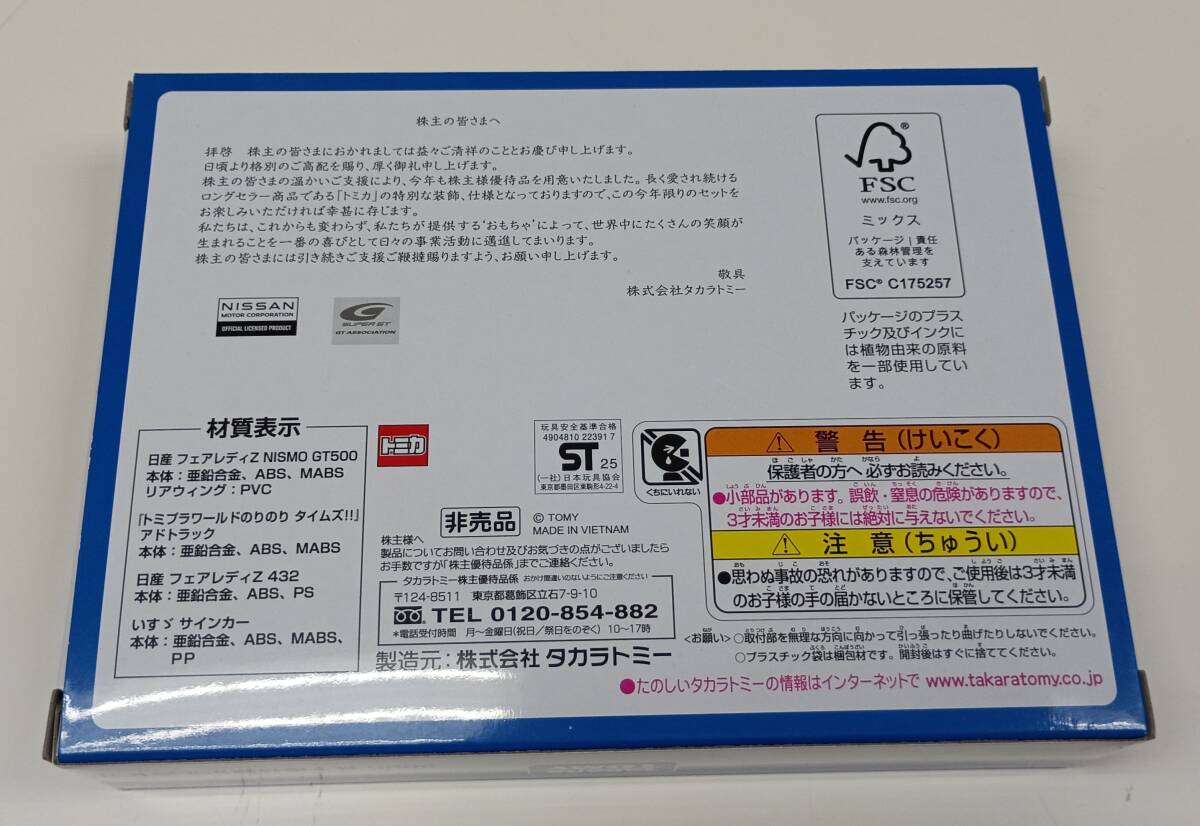 株主の皆さまへ
拝啓 株主の皆さまにおかれましては益々ご清祥のこととお慶び申し上げます。
日頃より格別のご高配を賜り、厚く御礼申し上げます。
株主の皆さまの温かいご支援により、今年も株主様優待品を用意いたしました。長く愛され続ける
ロングセラー商品である「トミカ」の特別な装飾、仕様となっておりますので、この今年限りのセットを
お楽しみいただければ幸甚に存じます。
私たちは、これからも変わらず、私たちが提供する‘おもちゃ’によって、世界中にたくさんの笑顔が
生まれることを一番の喜びとして日々の事業活動に邁進してまいります。
株主の皆さまには引き続きご支援ご鞭撻賜りますよう、お願い申し上げます。
敬具
株式会社タカラトミー
NISSAN
MOTOR CORPORATION
OFFICIAL LICENSED PRODUCT
SUPER GT
GT ASSOCIATION
®
FSC
www.fsc.org
ミックス
パッケージ | 責任
ある森林管理を
支えています
FSC® C175257
パッケージのプラス
チック及びインクに
は植物由来の原料
を一部使用してい
ます。
材質表示
日産 フェアレディZ NISMO GT500
本体：亜鉛合金、ABS、MABS
リアウィング：PVC
「トミプラワールドのりのり タイムズ!!」
アドトラック
本体：亜鉛合金、ABS、MABS
日産 フェアレディZ 432
本体：亜鉛合金、ABS、PS
いすゞ サインカー
本体：亜鉛合金、ABS、MABS、
PP
トミカ
玩具安全基準合格
4904810 22391 7
ST 25
(一社)日本玩具協会
東京都墨田区東駒形4-22-4
くちにいれない
非売品
© TOMY
MADE IN VIETNAM
株主様へ
製品についてお問い合わせ及びお気づきの点がございましたら
お手数ですが「株主優待品係」までご連絡ください。
タカラトミー株主優待品係 おかけ間違いのないようにご注意ください
〒124-8511 東京都葛飾区立石7-9-10
TEL 0120-854-882
*電話受付時間 月〜金曜日(祝日/祭日をのぞく) 10〜17時
製造元：株式会社 タカラトミー
警告(けいこく)
保護者の方へ 必ずお読みください。
●小部品があります。誤飲・窒息の危険がありますので、
3才未満のお子様には絶対に与えないでください。
注意(ちゅうい)
●思わぬ事故の恐れがありますので、ご使用後は3才未満
のお子様の手の届かないところに保管してください。
<お願い> ○取付部を無理な方向に向かって引っ張ったり曲げたりしないでください。
○プラスチック袋は梱包材です。開封後はすぐに捨ててください。
●たのしいタカラトミーの情報はインターネットで www.takaratomy.co.jp